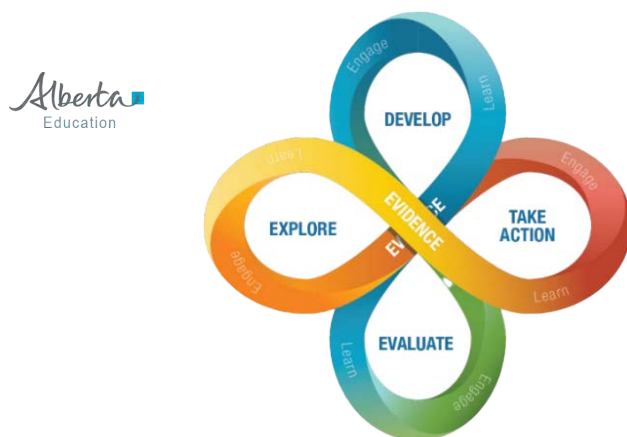 Alberta
Education
Engage
Learn
DEVELOP
Learn
Engage
EVIDENCE
EXPLORE
TAKE
ACTION
Engage
Learn
EVALUATE
Learn
Engage